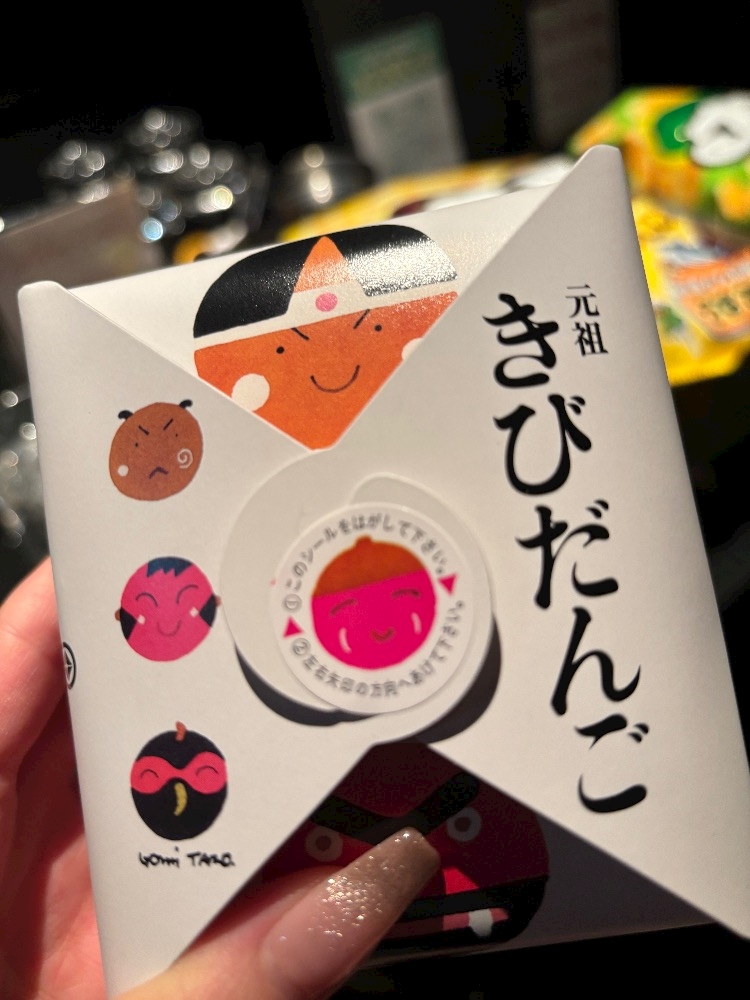 元祖
きびだんご
①このシールをはがして下さい。
②左右矢印の方向へあけて下さい。
Gomi TARO.